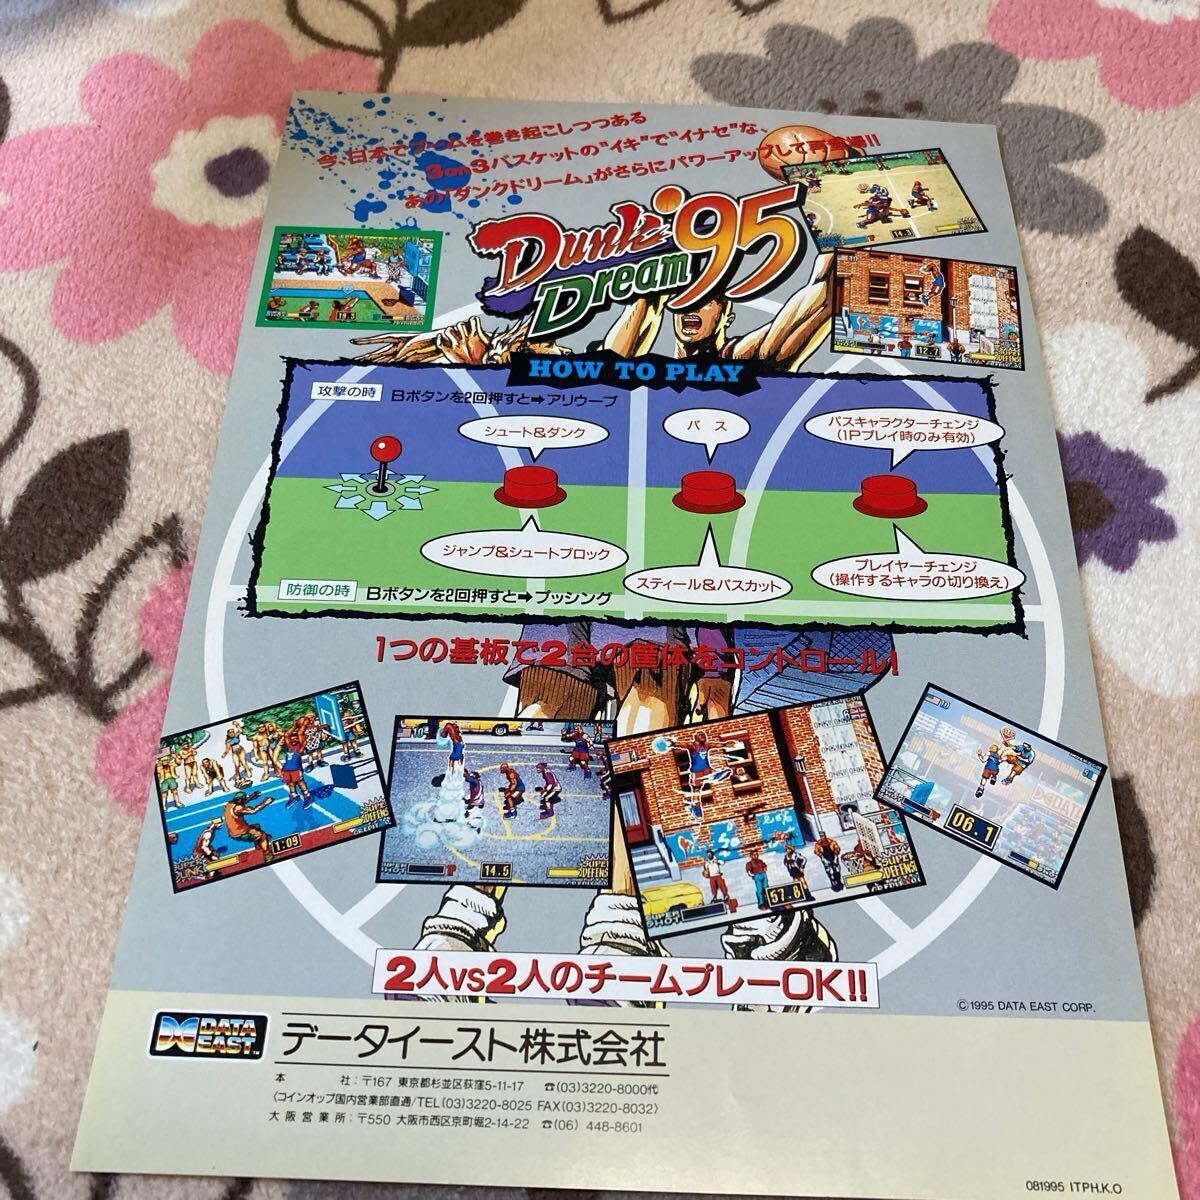 今、日本でブームを巻き起こしつつある
3on3バスケットの"イキ"で"イナセ"な、
あの「ダンクドリーム」がさらにパワーアップして再登場!!
Dunk Dream '95
HOW TO PLAY
攻撃の時 Bボタンを2回押すと➡アリウープ
シュート&ダンク
パス
パスキャラクターチェンジ
(1Pプレイ時のみ有効)
ジャンプ&シュートブロック
スティール&パスカット
プレイヤーチェンジ
(操作するキャラの切り換え)
防御の時 Bボタンを2回押すと➡プッシング
1つの基板で2台の筐体をコントロール!
19.3
14.3
12.7
1:09
14.5
57.8
06.1
2人vs2人のチームプレーOK!!
©1995 DATA EAST CORP.
DATA EAST™
データイースト株式会社
本 社:〒167 東京都杉並区荻窪5-11-17 ☎(03)3220-8000代
〈コインオップ国内営業部直通/TEL(03)3220-8025 FAX(03)3220-8032〉
大阪営業所:〒550 大阪市西区京町堀2-14-22 ☎(06) 448-8601
081995 ITPH.K.O